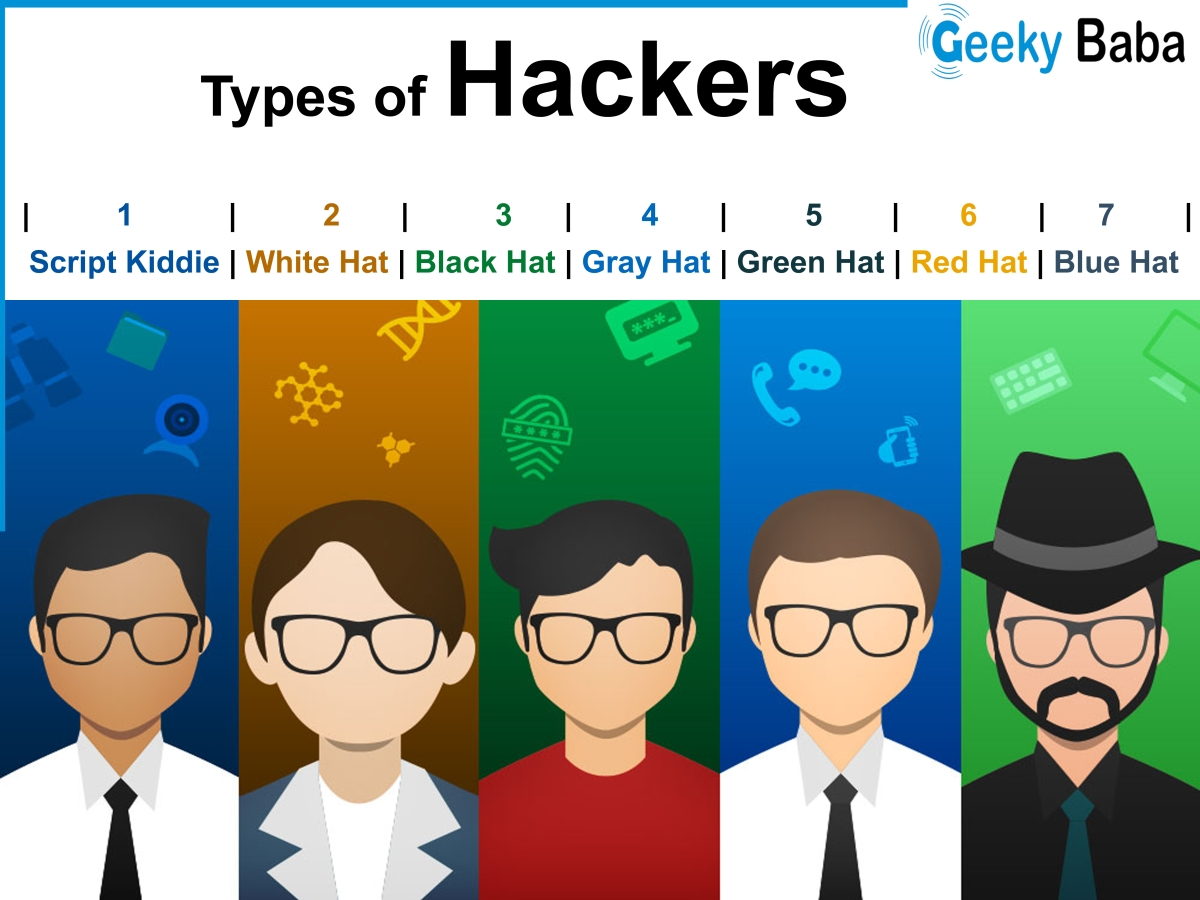 Geeky Baba
Types of Hackers
| 1 | 2 | 3 | 4 | 5 | 6 | 7 |
Script Kiddie | White Hat | Black Hat | Gray Hat | Green Hat | Red Hat | Blue Hat
***_
****